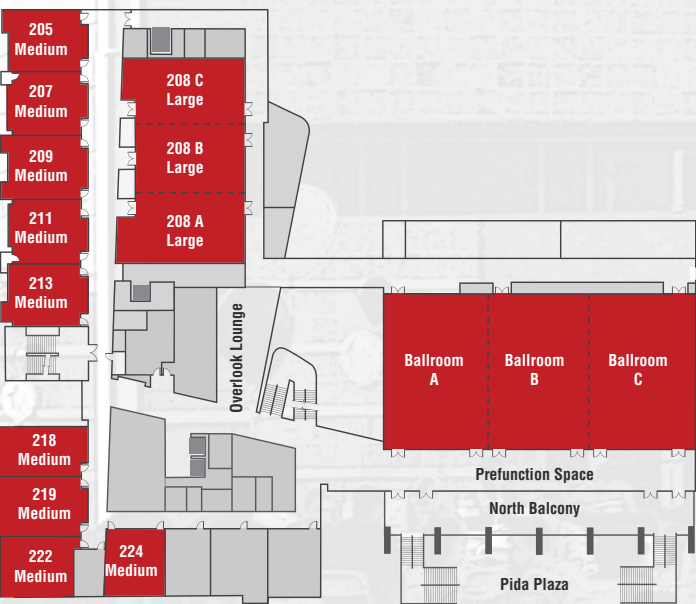 205
Medium
207
Medium
209
Medium
211
Medium
213
Medium
208 C
Large
208 B
Large
208 A
Large
Overlook Lounge
Ballroom
A
Ballroom
B
Ballroom
C
218
Medium
219
Medium
222
Medium
224
Medium
Prefunction Space
North Balcony
Pida Plaza